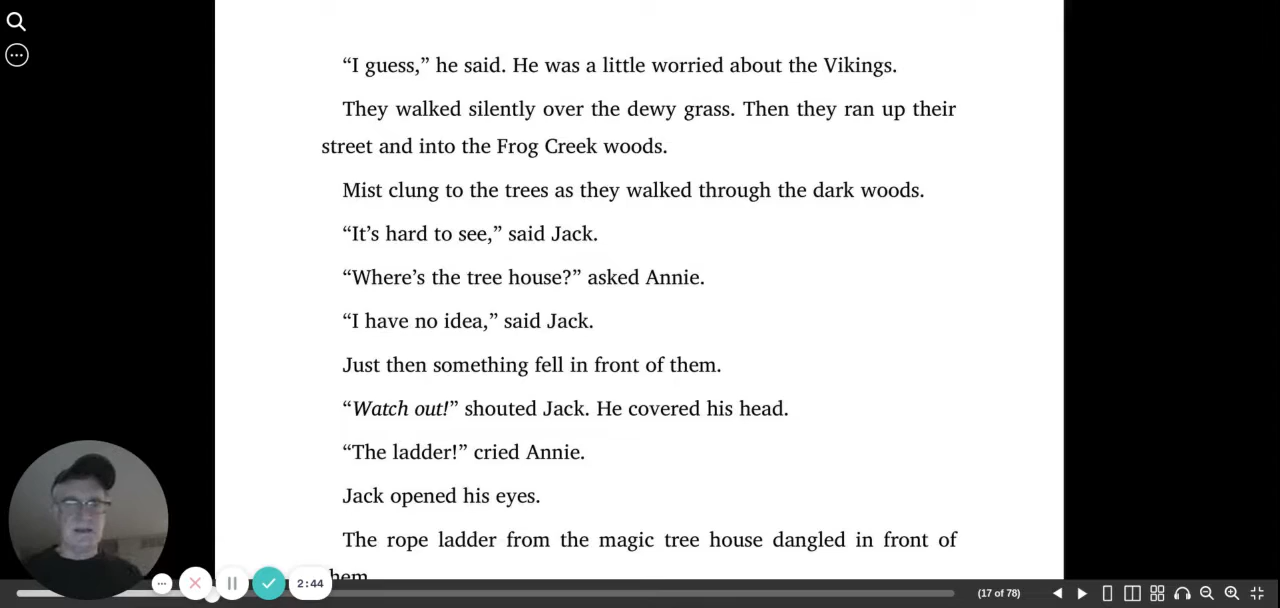 “I guess,” he said. He was a little worried about the Vikings.
They walked silently over the dewy grass. Then they ran up their
street and into the Frog Creek woods.
Mist clung to the trees as they walked through the dark woods.
“It’s hard to see,” said Jack.
“Where’s the tree house?” asked Annie.
“I have no idea,” said Jack.
Just then something fell in front of them.
“Watch out!” shouted Jack. He covered his head.
“The ladder!” cried Annie.
Jack opened his eyes.
The rope ladder from the magic tree house dangled in front of
2:44
(17 of 78)